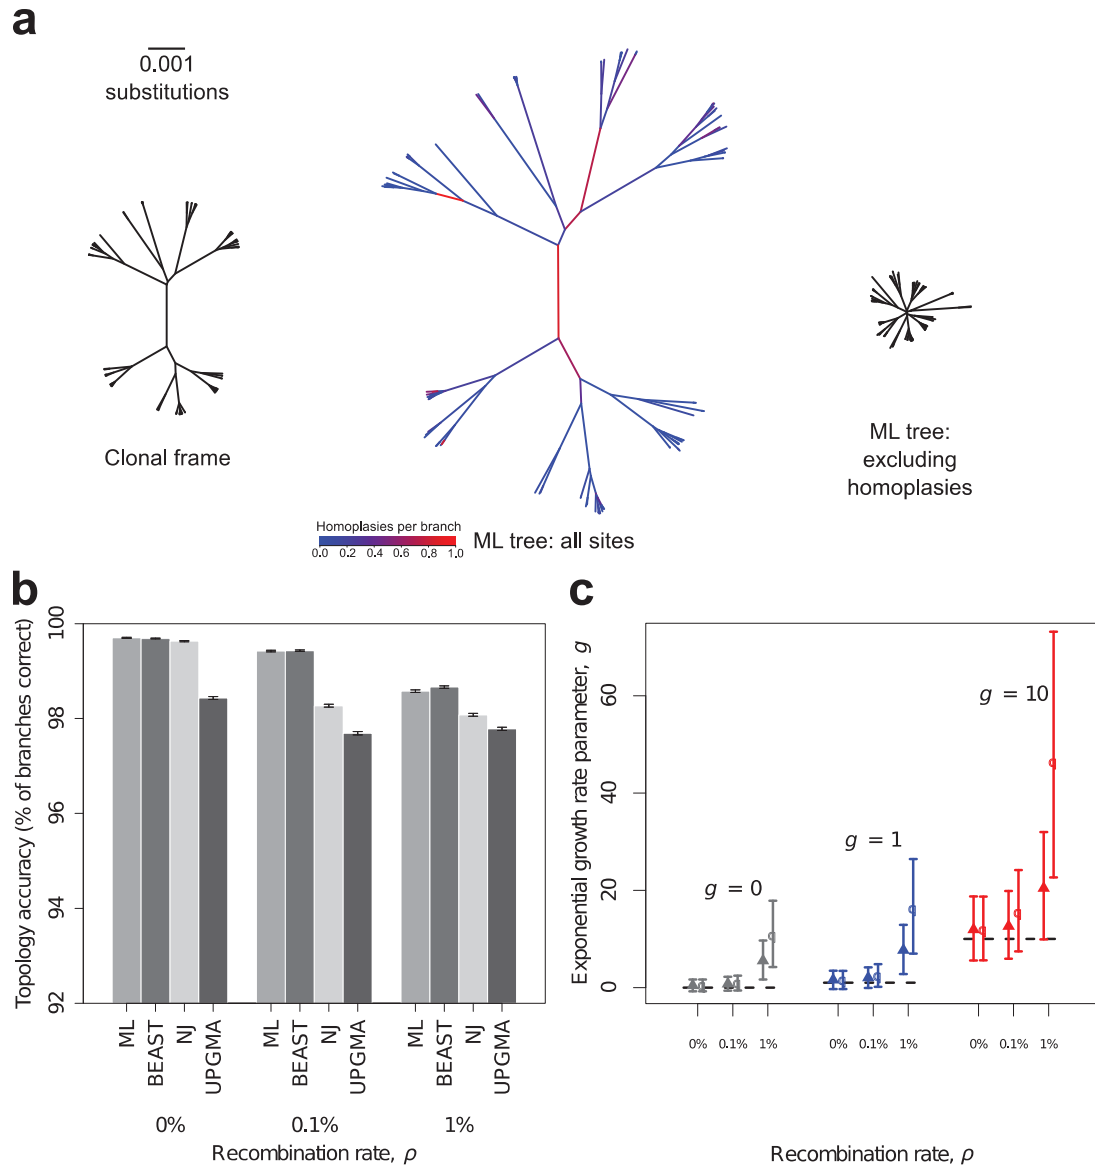 a
0.001
substitutions
Clonal frame
ML tree:
excluding
homoplasies
Homoplasies per branch
0.0 0.2 0.4 0.6 0.8 1.0
ML tree: all sites
b
Topology accuracy (% of branches correct)
100
98
96
94
92
ML
BEAST
NJ
UPGMA
ML
BEAST
NJ
UPGMA
ML
BEAST
NJ
UPGMA
0% 0.1% 1%
Recombination rate, ρ
c
Exponential growth rate parameter, g
60
40
20
0
g = 0
g = 1
g = 10
0% 0.1% 1% 0% 0.1% 1% 0% 0.1% 1%
Recombination rate, ρ